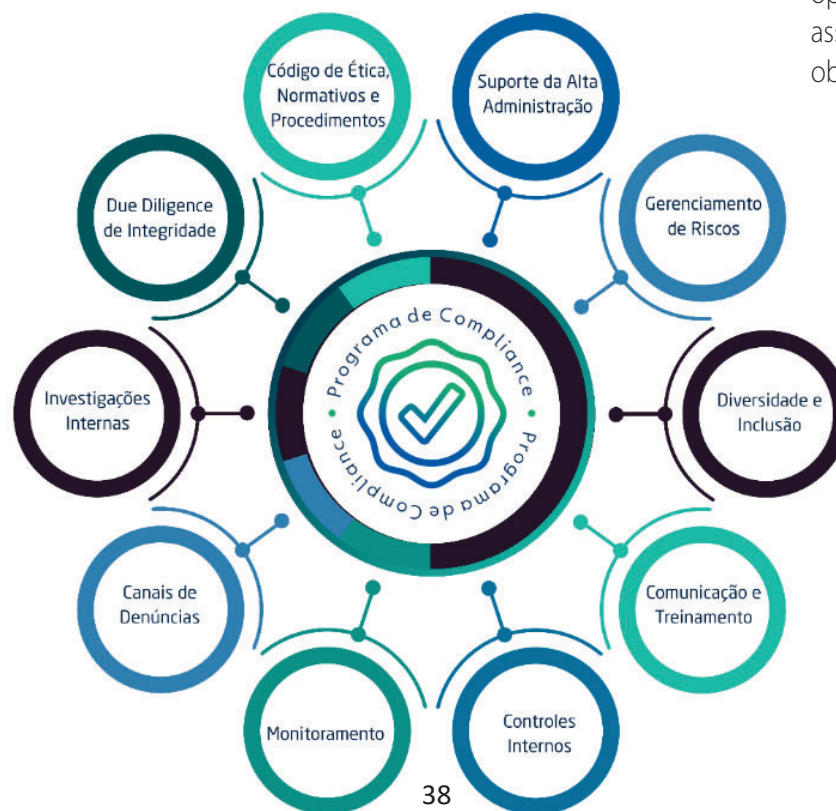 Código de Ética,
Normativos e
Procedimentos
Suporte da Alta
Administração
Gerenciamento
de Riscos
Diversidade e
Inclusão
Comunicação e
Treinamento
Controles
Internos
Monitoramento
Canais de
Denúncias
Investigações
Internas
Due Diligence
de Integridade
Programa de Compliance
Programa de Compliance
38